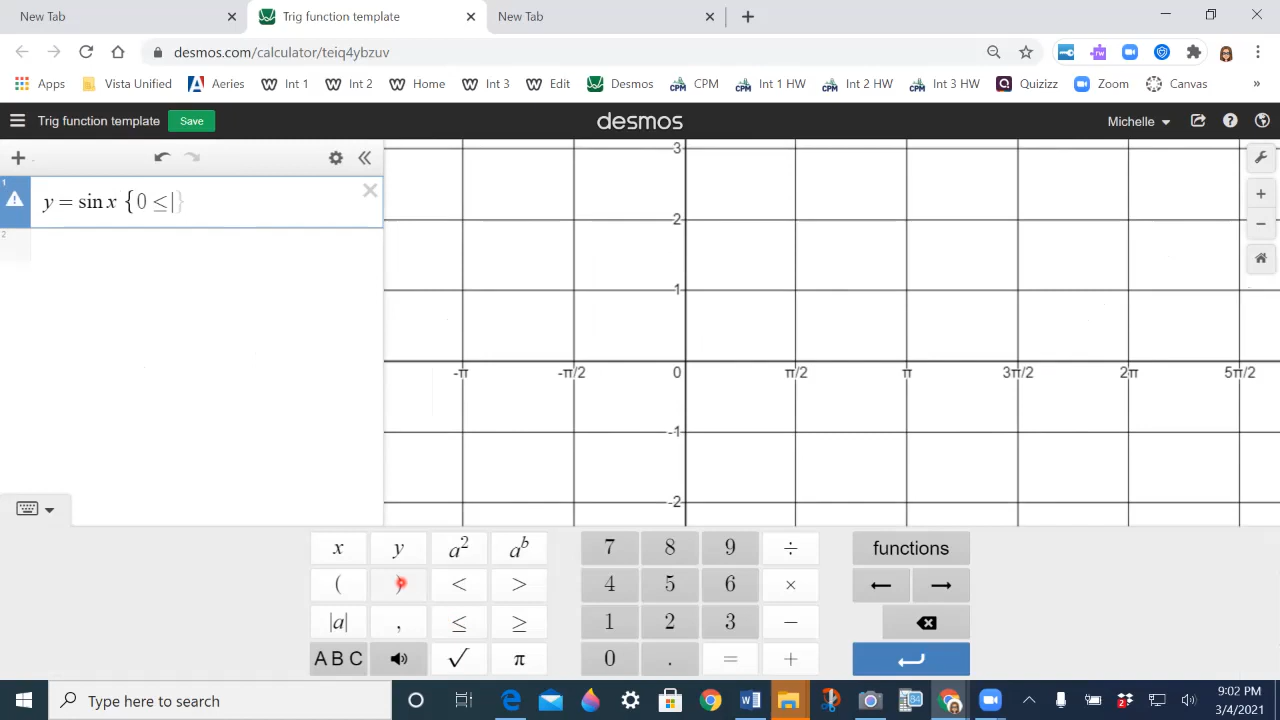 New Tab
Trig function template
New Tab
desmos.com/calculator/teiq4ybzuv
Apps Vista Unified Aeries Int 1 Int 2 Home Int 3 Edit Desmos CPM Int 1 HW Int 2 HW Int 3 HW Quizizz Zoom Canvas »
Trig function template Save desmos Michelle
1
y = sin x {0 ≤ }
2
3
2
1
-π -π/2 0 π/2 π 3π/2 2π 5π/2
-1
-2
x y a² aᵇ 7 8 9 ÷ functions
( ) < > 4 5 6 × ← →
|a| , ≤ ≥ 1 2 3 −
A B C √ π 0 . = +
Type here to search
9:02 PM
3/4/2021